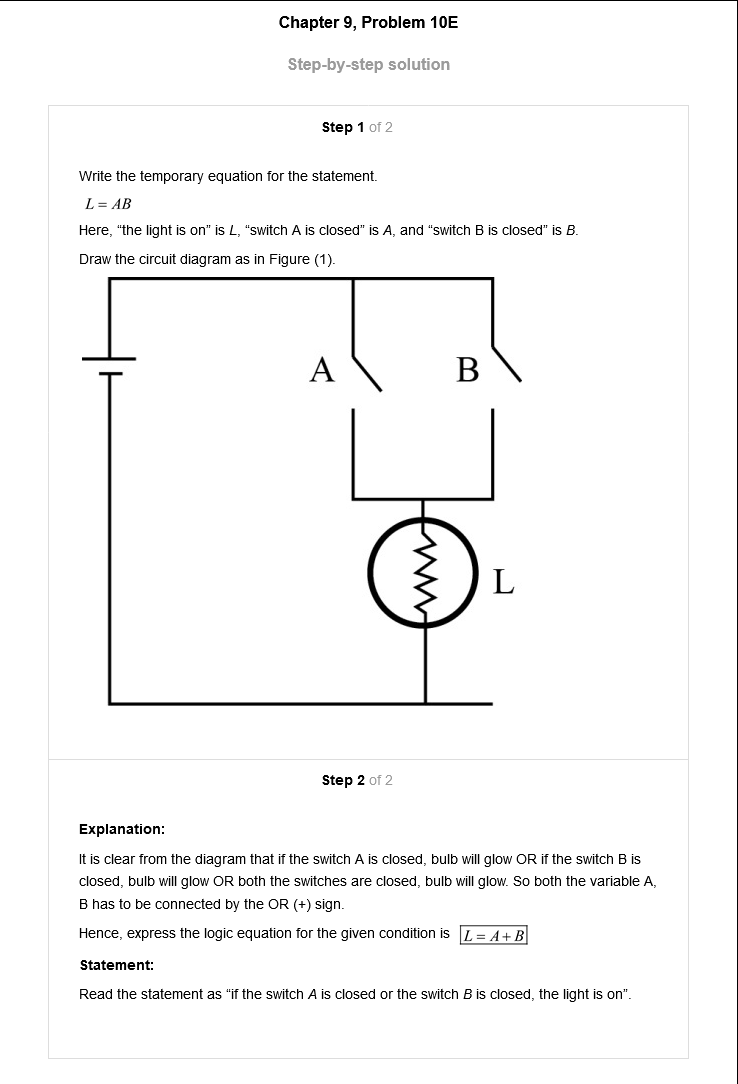 Chapter 9, Problem 10E
Step-by-step solution
Step 1 of 2
Write the temporary equation for the statement.
L = AB
Here, “the light is on” is L, “switch A is closed” is A, and “switch B is closed” is B.
Draw the circuit diagram as in Figure (1).
A
B
L
Step 2 of 2
Explanation:
It is clear from the diagram that if the switch A is closed, bulb will glow OR if the switch B is
closed, bulb will glow OR both the switches are closed, bulb will glow. So both the variable A,
B has to be connected by the OR (+) sign.
Hence, express the logic equation for the given condition is L = A + B
Statement:
Read the statement as “if the switch A is closed or the switch B is closed, the light is on”.